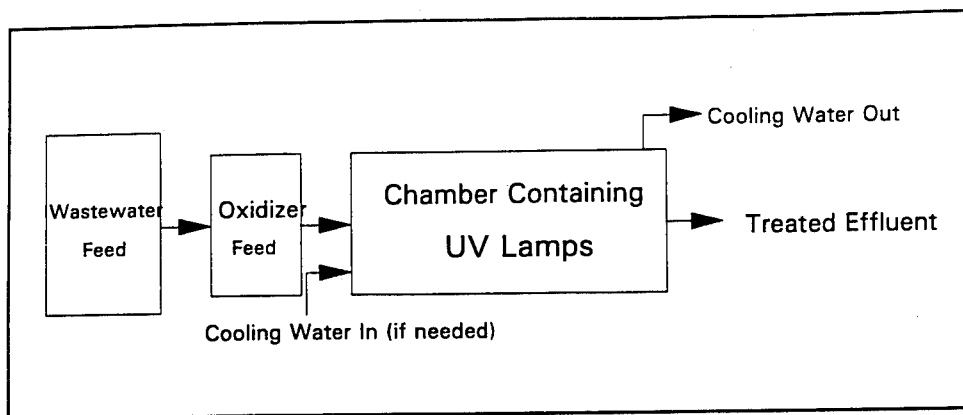 Wastewater
Feed
Oxidizer
Feed
Cooling Water In (if needed)
Chamber Containing
UV Lamps
Cooling Water Out
Treated Effluent